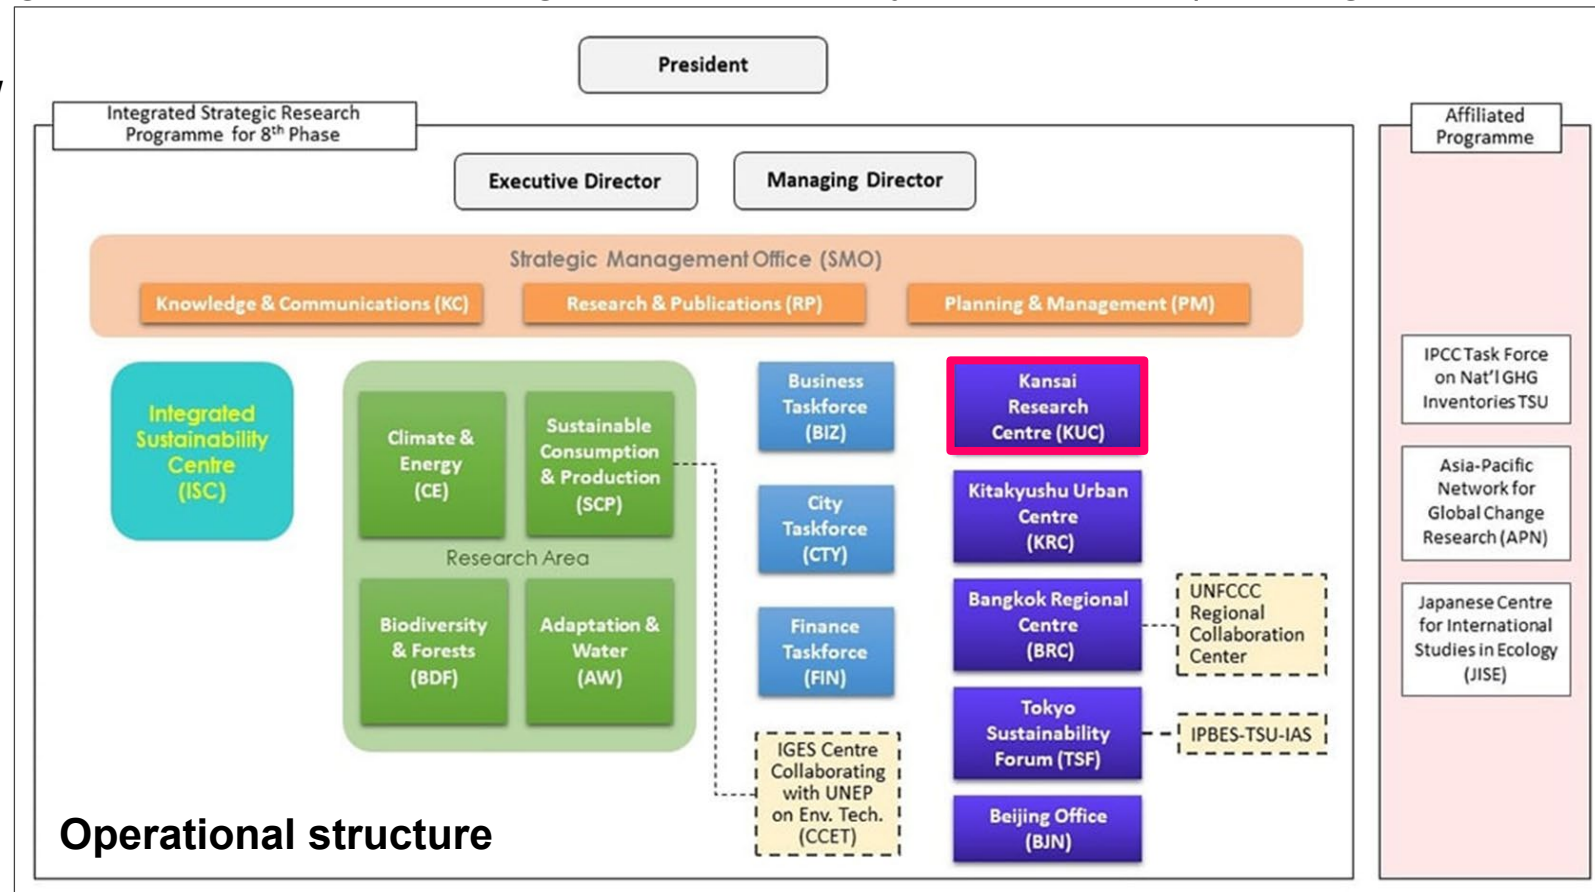 President
Integrated Strategic Research
Programme for 8th Phase
Affiliated
Programme
Executive Director
Managing Director
Strategic Management Office (SMO)
Knowledge & Communications (KC)
Research & Publications (RP)
Planning & Management (PM)
Integrated
Sustainability
Centre
(ISC)
Climate &
Energy
(CE)
Sustainable
Consumption
& Production
(SCP)
Research Area
Biodiversity
& Forests
(BDF)
Adaptation &
Water
(AW)
Business
Taskforce
(BIZ)
City
Taskforce
(CTY)
Finance
Taskforce
(FIN)
IGES Centre
Collaborating
with UNEP
on Env. Tech.
(CCET)
Kansai
Research
Centre (KUC)
Kitakyushu Urban
Centre
(KRC)
Bangkok Regional
Centre
(BRC)
UNFCCC
Regional
Collaboration
Center
Tokyo
Sustainability
Forum (TSF)
IPBES-TSU-IAS
Beijing Office
(BJN)
IPCC Task Force
on Nat'l GHG
Inventories TSU
Asia-Pacific
Network for
Global Change
Research (APN)
Japanese Centre
for International
Studies in Ecology
(JISE)
Operational structure